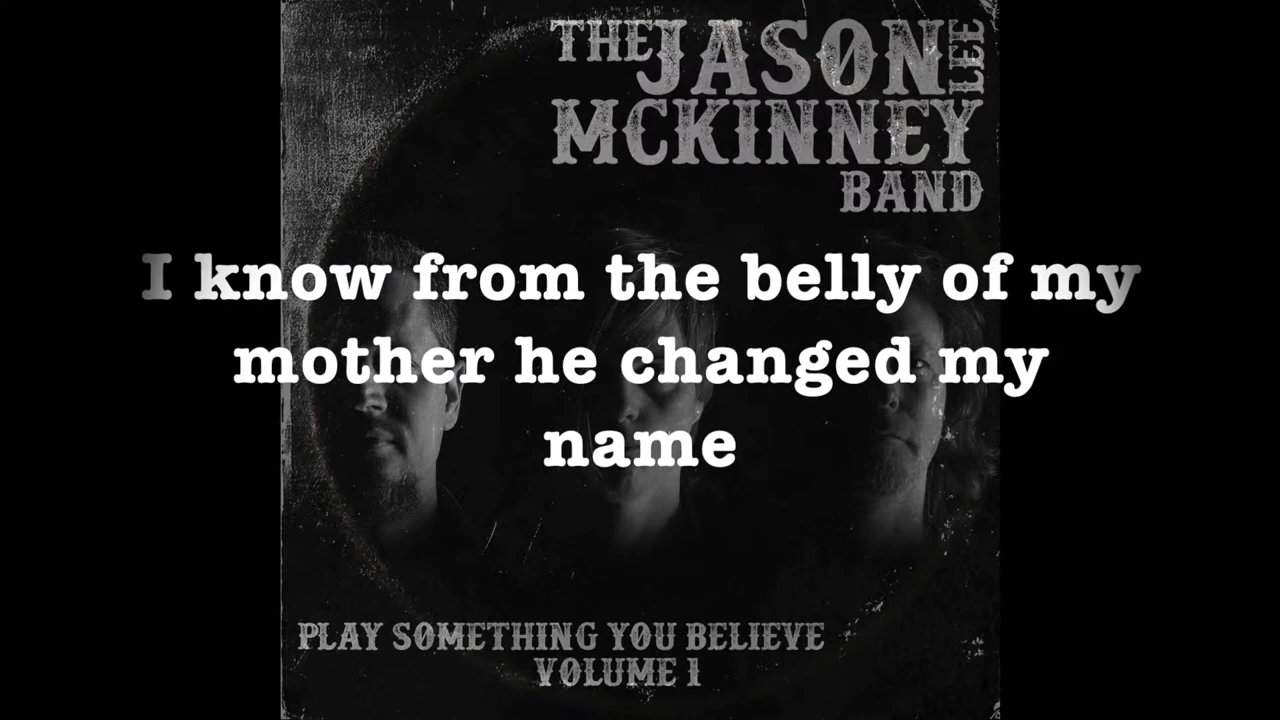 THE JASON LEE
MCKINNEY
BAND
I know from the belly of my
mother he changed my
name
PLAY SOMETHING YOU BELIEVE
VOLUME 1